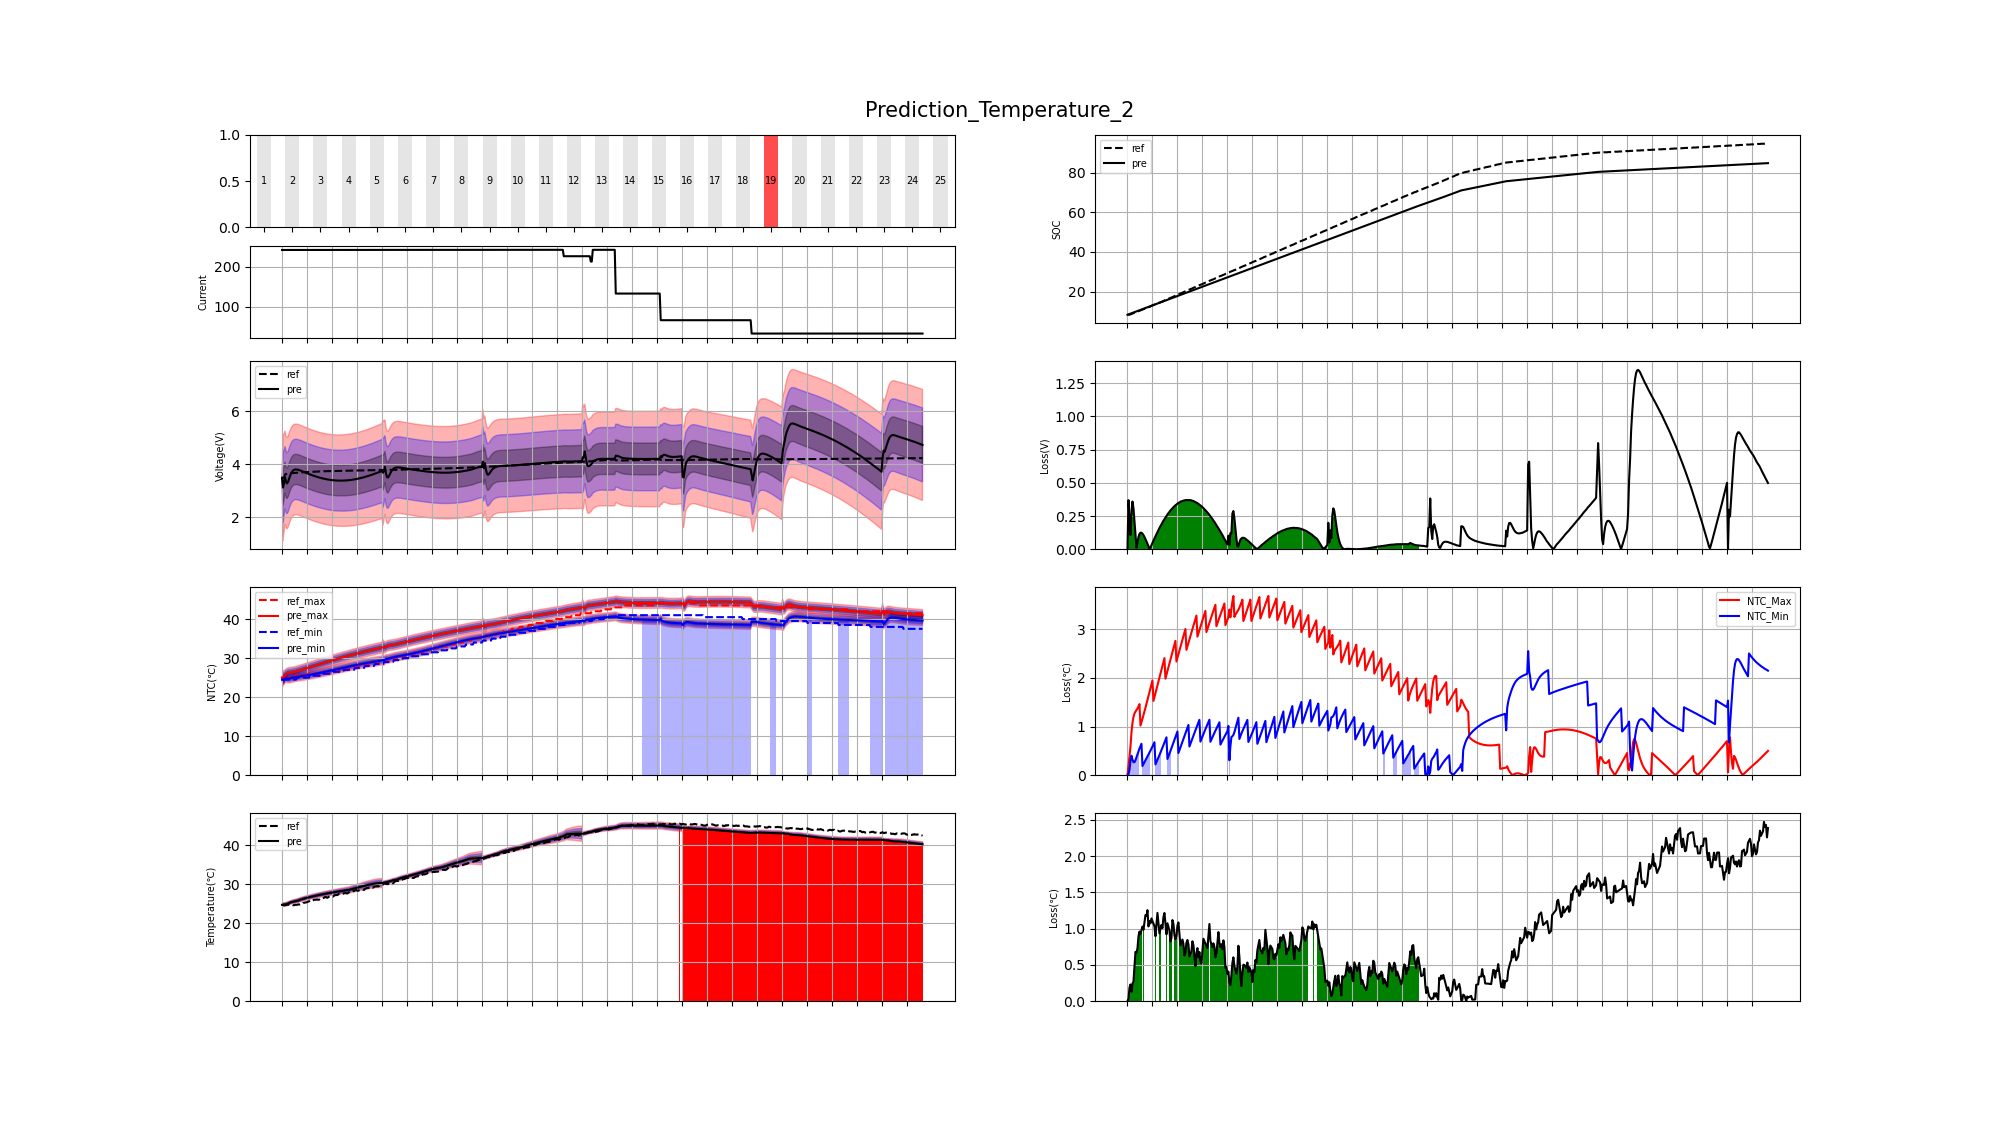 Prediction_Temperature_2
1.0
0.5
0.0
1 2 3 4 5 6 7 8 9 10 11 12 13 14 15 16 17 18 19 20 21 22 23 24 25
Current
200
100
Voltage(V)
6
4
2
ref
pre
NTC(℃)
40
30
20
10
0
ref_max
pre_max
ref_min
pre_min
Temperature(℃)
40
30
20
10
0
ref
pre
SOC
80
60
40
20
ref
pre
Loss(V)
1.25
1.00
0.75
0.50
0.25
0.00
Loss(℃)
3
2
1
0
NTC_Max
NTC_Min
Loss(℃)
2.5
2.0
1.5
1.0
0.5
0.0